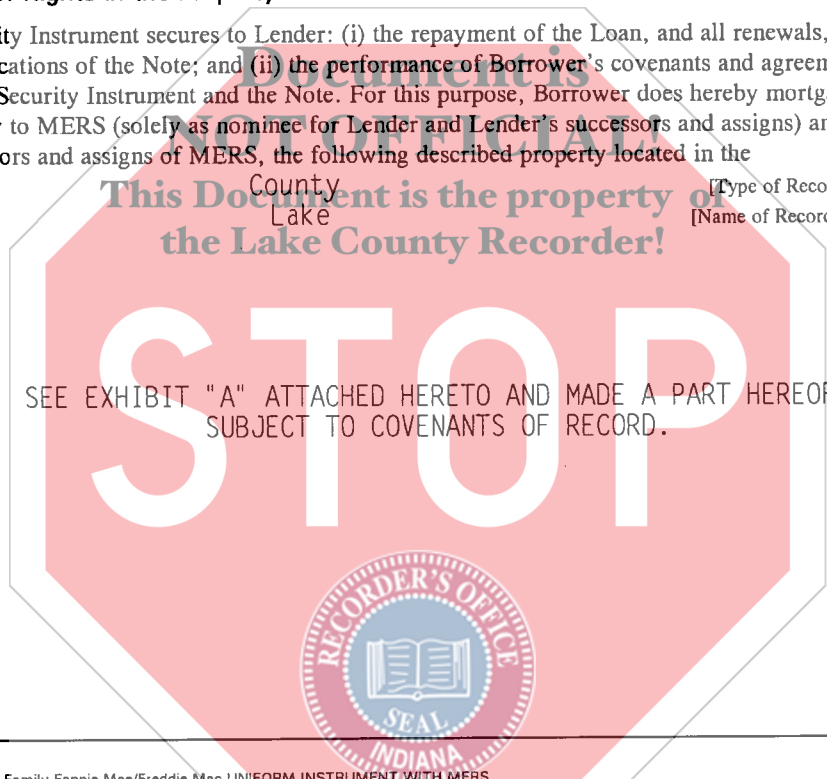 Rights in the Property
ity Instrument secures to Lender: (i) the repayment of the Loan, and all renewals,
cations of the Note; and (ii) the performance of Borrower's covenants and agreem
Security Instrument and the Note. For this purpose, Borrower does hereby mortga
to MERS (solely as nominee for Lender and Lender's successors and assigns) an
ors and assigns of MERS, the following described property located in the
County [Type of Reco
Lake [Name of Record
Document is
NOT OFFICIAL!
This Document is the property of
the Lake County Recorder!
STOP
SEE EXHIBIT "A" ATTACHED HERETO AND MADE A PART HEREOF
SUBJECT TO COVENANTS OF RECORD.
RECORDER'S OFFICE
SEAL
INDIANA
Family-Fannie Mae/Freddie Mac UNIFORM INSTRUMENT WITH MERS